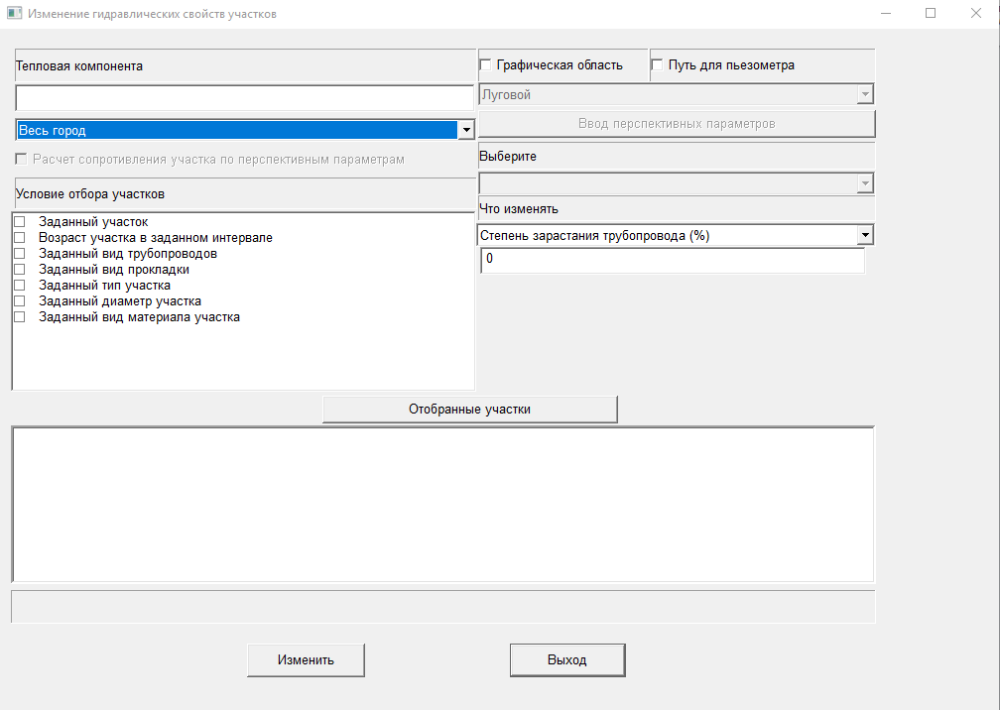 Изменение гидравлических свойств участков
Тепловая компонента
Графическая область
Путь для пьезометра
Луговой
Весь город
Ввод перспективных параметров
Расчет сопротивления участка по перспективным параметрам
Выберите
Условие отбора участков
Что изменять
Заданный участок
Возраст участка в заданном интервале
Заданный вид трубопроводов
Заданный вид прокладки
Заданный тип участка
Заданный диаметр участка
Заданный вид материала участка
Степень зарастания трубопровода (%)
0
Отобранные участки
Изменить
Выход